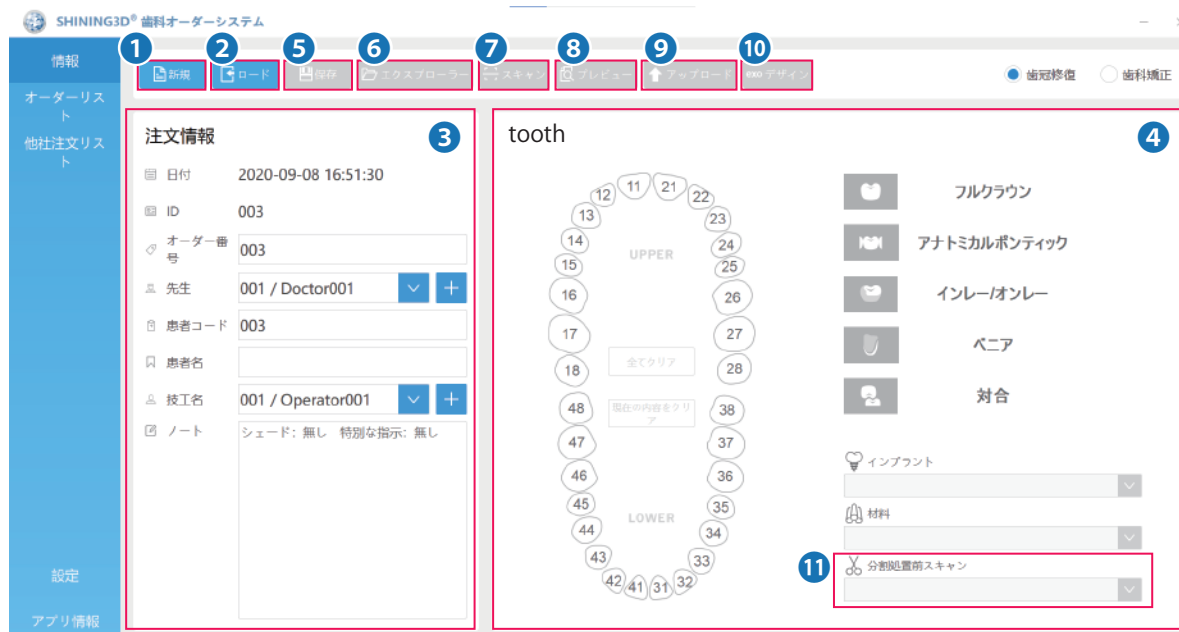 SHINING3D® 歯科オーダーシステム
情報
オーダーリス
ト
他社注文リス
ト
設定
アプリ情報
1 2 5 6 7 8 9 10
新規 ロード 保存 エクスプローラー スキャン プレビュー アップロード exo デザイン
歯冠修復 歯科矯正
注文情報 3
日付 2020-09-08 16:51:30
ID 003
オーダー番
号 003
先生 001 / Doctor001
患者コード 003
患者名
技工名 001 / Operator001
ノート シェード: 無し 特別な指示: 無し
tooth 4
11 21
12 22
13 23
14 24
UPPER
15 25
16 26
17 27
全てクリア
18 28
48 38
現在の内容をクリ
ア
47 37
46 36
45 35
LOWER
44 34
43 33
42 41 31 32
フルクラウン
アナトミカルポンティック
インレー/オンレー
ベニア
対合
インプラント
材料
11 分割処置前スキャン